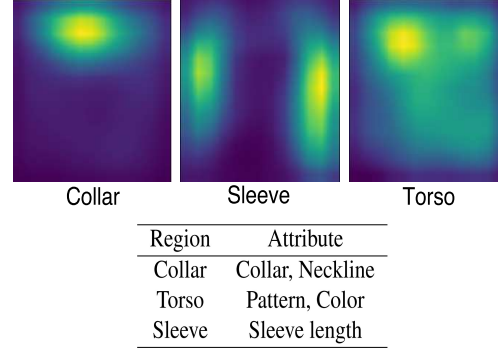 Collar Sleeve Torso
Region Attribute
Collar Collar, Neckline
Torso Pattern, Color
Sleeve Sleeve length